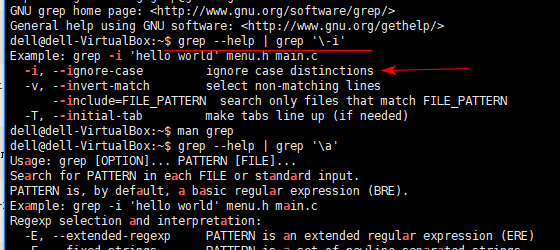 GNU grep home page: <http://www.gnu.org/software/grep/>
General help using GNU software: <http://www.gnu.org/gethelp/>
dell@dell-VirtualBox:~$ grep --help | grep '\-i'
Example: grep -i 'hello world' menu.h main.c
  -i, --ignore-case         ignore case distinctions
  -v, --invert-match        select non-matching lines
      --include=FILE_PATTERN  search only files that match FILE_PATTERN
  -T, --initial-tab         make tabs line up (if needed)
dell@dell-VirtualBox:~$ man grep
dell@dell-VirtualBox:~$ grep --help | grep '\a'
Usage: grep [OPTION]... PATTERN [FILE]...
Search for PATTERN in each FILE or standard input.
PATTERN is, by default, a basic regular expression (BRE).
Example: grep -i 'hello world' menu.h main.c
Regexp selection and interpretation:
  -E, --extended-regexp     PATTERN is an extended regular expression (ERE)
  -F, --fixed-strings       PATTERN is a set of newline-separated strings